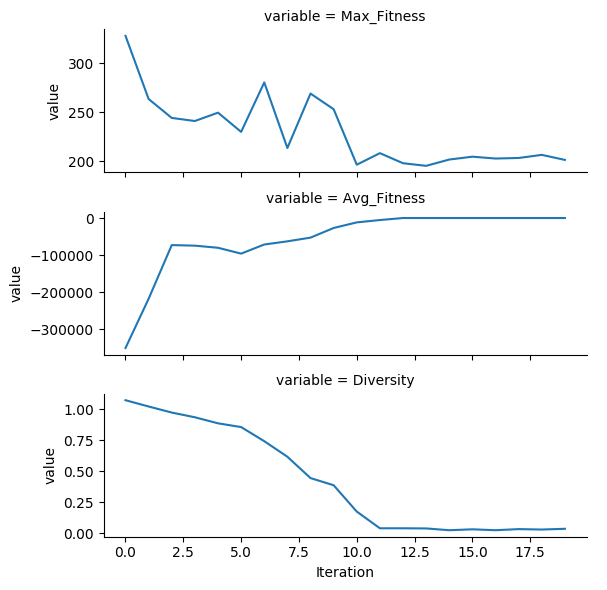 variable = Max_Fitness
300
250
200
value
variable = Avg_Fitness
0
−100000
−200000
−300000
value
variable = Diversity
1.00
0.75
0.50
0.25
0.00
value
0.0 2.5 5.0 7.5 10.0 12.5 15.0 17.5
Iteration